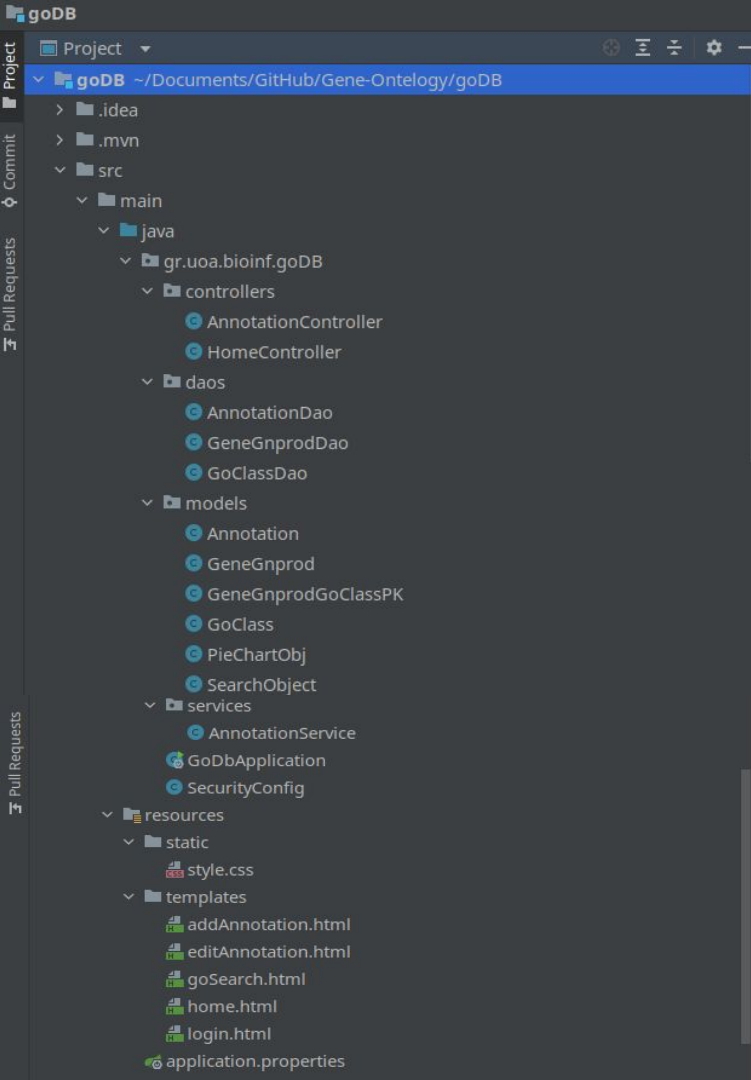 goDB
Project
Project
goDB ~/Documents/GitHub/Gene-Ontelogy/goDB
.idea
.mvn
Commit
src
main
java
Pull Requests
gr.uoa.bioinf.goDB
controllers
AnnotationController
HomeController
daos
AnnotationDao
GeneGnprodDao
GoClassDao
models
Annotation
GeneGnprod
GeneGnprodGoClassPK
GoClass
PieChartObj
SearchObject
services
Pull Requests
AnnotationService
GoDbApplication
SecurityConfig
resources
static
style.css
templates
addAnnotation.html
editAnnotation.html
goSearch.html
home.html
login.html
application.properties